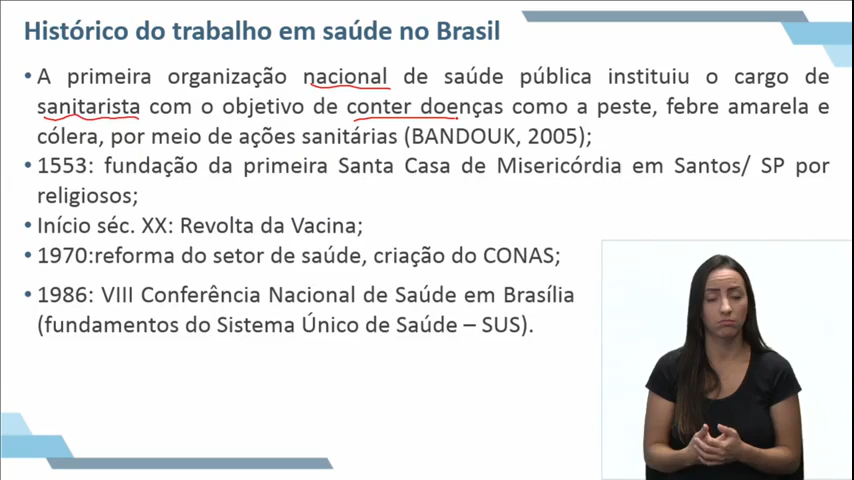 Histórico do trabalho em saúde no Brasil
• A primeira organização nacional de saúde pública instituiu o cargo de
sanitarista com o objetivo de conter doenças como a peste, febre amarela e
cólera, por meio de ações sanitárias (BANDOUK, 2005);
• 1553: fundação da primeira Santa Casa de Misericórdia em Santos/ SP por
religiosos;
• Início séc. XX: Revolta da Vacina;
• 1970:reforma do setor de saúde, criação do CONAS;
• 1986: VIII Conferência Nacional de Saúde em Brasília
(fundamentos do Sistema Único de Saúde – SUS).